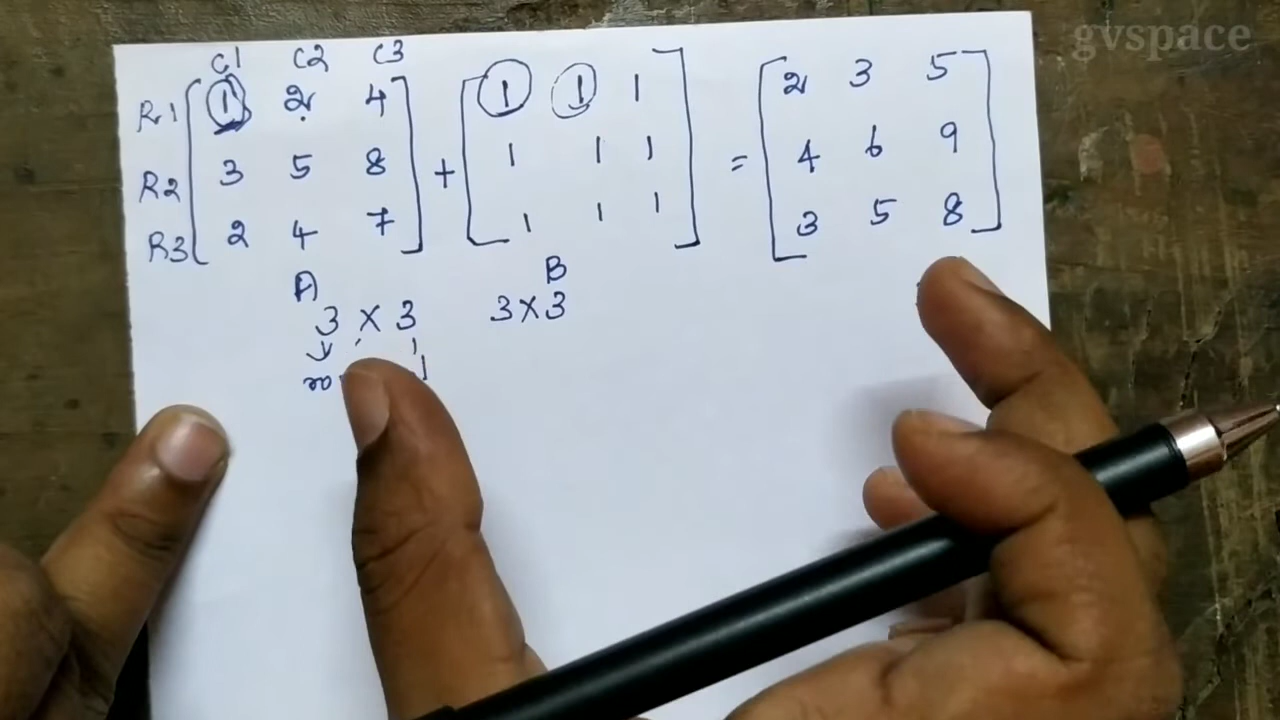 gvspace
C1 C2 C3
R1 1 2 4 1 1 1 2 3 5
R2 3 5 8 + 1 1 1 = 4 6 9
R3 2 4 7 1 1 1 3 5 8
A B
3 X 3 3 X 3